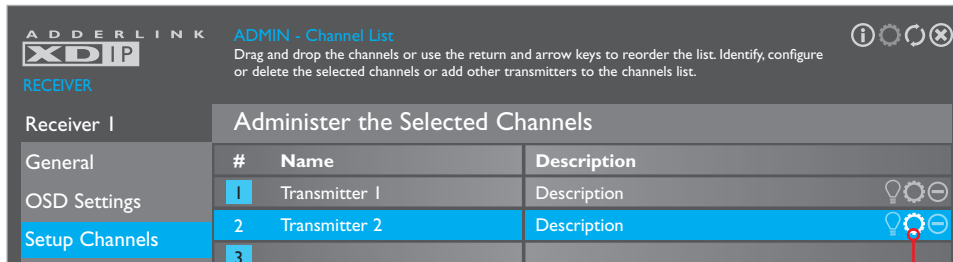 ADDERLINK
XDIP
RECEIVER
ADMIN - Channel List
Drag and drop the channels or use the return and arrow keys to reorder the list. Identify, configure
or delete the selected channels or add other transmitters to the channels list.
Receiver 1
General
OSD Settings
Setup Channels
Administer the Selected Channels
# Name Description
1 Transmitter 1 Description
2 Transmitter 2 Description
3